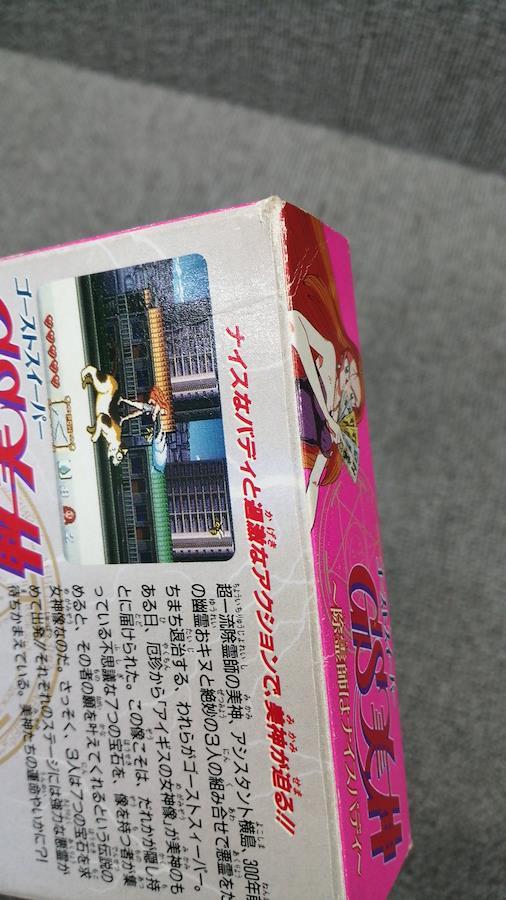 ゴーストスイーパー
ナイスなバディと過激なアクションで、美神が迫る!!
超一流除霊師の美神、アシスタント横島、300年前
の幽霊おキヌと絶妙の3人の組み合せで悪霊をた
ちまち退治する、われらがゴーストスイーパー。
ある日、厄珍から「アイギスの女神像」が美神のも
とに届けられた。この像こそは、だれかが隠し持
っている不思議な7つの宝石を、像を持つ者が集
めると、その者の願を叶えてくれるという伝説の
女神像なのだ。さっそく、3人は7つの宝石を求
めて出発//それぞれのステージには強力な悪霊が
待ちかまえている。美神たちの運命やいかに?!
GS美神
～除霊師はナイスバディ～